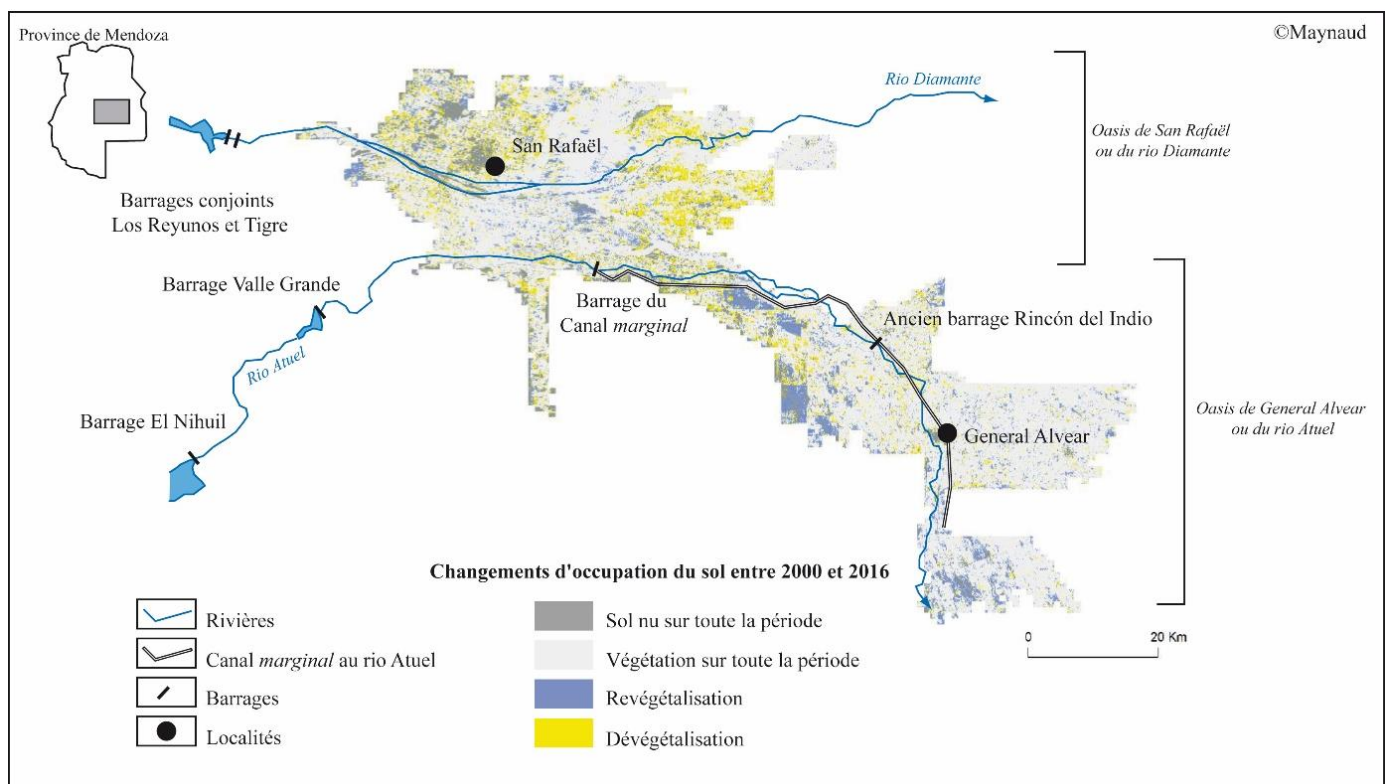 Province de Mendoza
©Maynaud
Rio Diamante
San Rafaël
Oasis de San Rafaël
ou du rio Diamante
Barrages conjoints
Los Reyunos et Tigre
Barrage Valle Grande
Barrage du
Canal marginal
Ancien barrage Rincón del Indio
Rio Atuel
Barrage El Nihuil
General Alvear
Oasis de General Alvear
ou du rio Atuel
Changements d'occupation du sol entre 2000 et 2016
Rivières
Canal marginal au rio Atuel
Barrages
Localités
Sol nu sur toute la période
Végétation sur toute la période
Revégétalisation
Dévégétalisation
0 20 Km